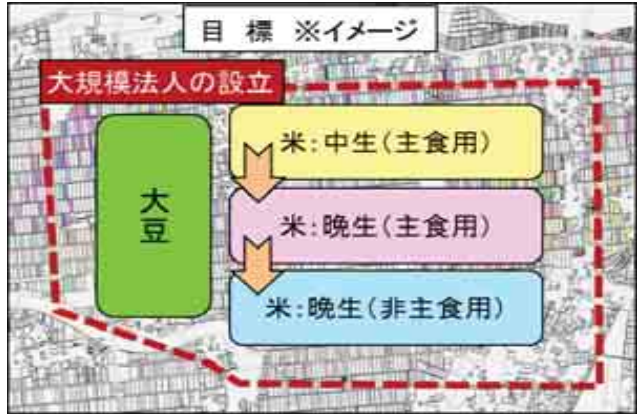 目 標 ※イメージ
大規模法人の設立
大豆
米:中生(主食用)
米:晩生(主食用)
米:晩生(非主食用)